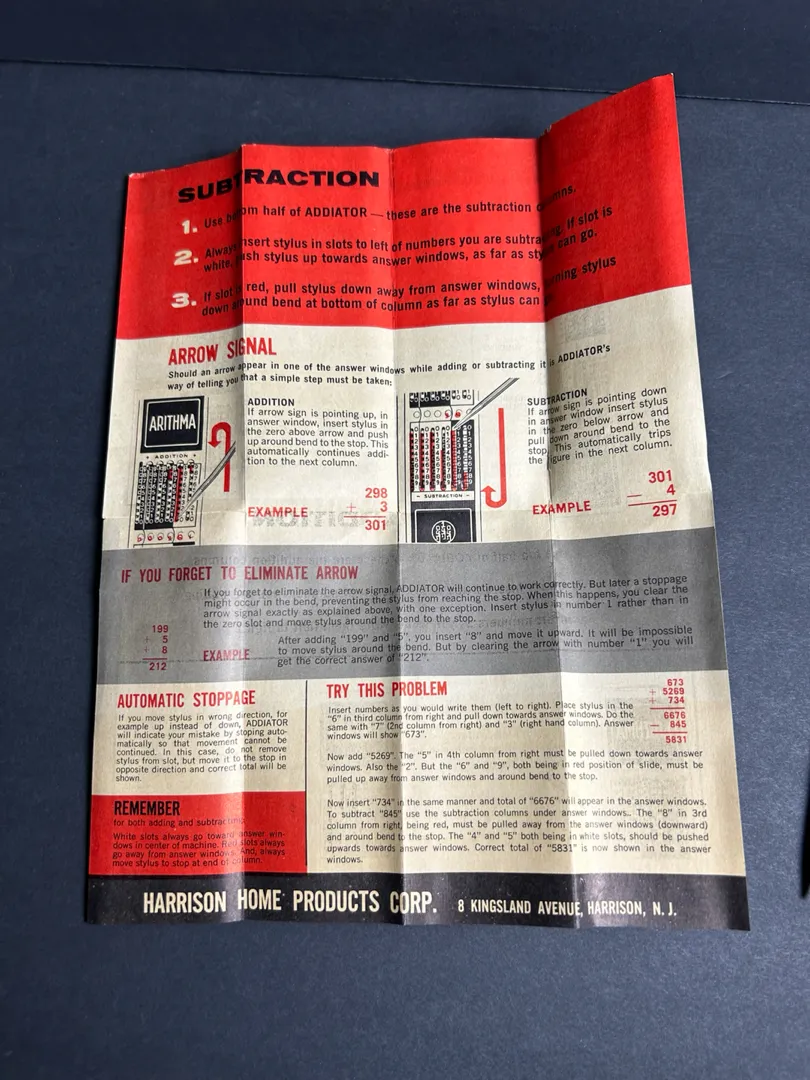 SUBTRACTION
1. Use bottom half of ADDIATOR — these are the subtraction columns.
2. Always insert stylus in slots to left of numbers you are subtracting. If slot is
white, push stylus up towards answer windows, as far as stylus can go.
3. If slot is red, pull stylus down away from answer windows, turning stylus
down around bend at bottom of column as far as stylus can
ARROW SIGNAL
Should an arrow appear in one of the answer windows while adding or subtracting it is ADDIATOR's
way of telling you that a simple step must be taken:
ARITHMA
ADDITION
ADDITION
If arrow sign is pointing up, in
answer window, insert stylus in
the zero above arrow and push
up around bend to the stop. This
automatically continues addi-
tion to the next column.
EXAMPLE
298
+ 3
301
SUBTRACTION
SUBTRACTION
If arrow sign is pointing down
in answer window insert stylus
in the zero below arrow and
pull down around bend to the
stop. This automatically trips
the figure in the next column.
EXAMPLE
301
— 4
297
IF YOU FORGET TO ELIMINATE ARROW
If you forget to eliminate the arrow signal, ADDIATOR will continue to work correctly. But later a stoppage
might occur in the bend, preventing the stylus from reaching the stop. When this happens, you clear the
arrow signal exactly as explained above, with one exception. Insert stylus in number 1 rather than in
the zero slot and move stylus around the bend to the stop.
199
+ 5
+ 8
212
EXAMPLE
After adding "199" and "5", you insert "8" and move it upward. It will be impossible
to move stylus around the bend. But by clearing the arrow with number "1" you will
get the correct answer of "212".
AUTOMATIC STOPPAGE
If you move stylus in wrong direction, for
example up instead of down, ADDIATOR
will indicate your mistake by stoping auto-
matically so that movement cannot be
continued. In this case, do not remove
stylus from slot, but move it to the stop in
opposite direction and correct total will be
shown.
REMEMBER
for both adding and subtracting
White slots always go toward answer win-
dows in center of machine. Red slots always
go away from answer windows. And, always
move stylus to stop at end of column.
TRY THIS PROBLEM
Insert numbers as you would write them (left to right). Place stylus in the
"6" in third column from right and pull down towards answer windows. Do the
same with "7" (2nd column from right) and "3" (right hand column). Answer
windows will show "673".
673
+ 5269
+ 734
6676
— 845
5831
Now add "5269". The "5" in 4th column from right must be pulled down towards answer
windows. Also the "2". But the "6" and "9", both being in red position of slide, must be
pulled up away from answer windows and around bend to the stop.
Now insert "734" in the same manner and total of "6676" will appear in the answer windows.
To subtract "845" use the subtraction columns under answer windows.. The "8" in 3rd
column from right, being red, must be pulled away from the answer windows (downward)
and around bend to the stop. The "4" and "5" both being in white slots, should be pushed
upwards towards answer windows. Correct total of "5831" is now shown in the answer
windows.
HARRISON HOME PRODUCTS CORP. 8 KINGSLAND AVENUE, HARRISON, N. J.